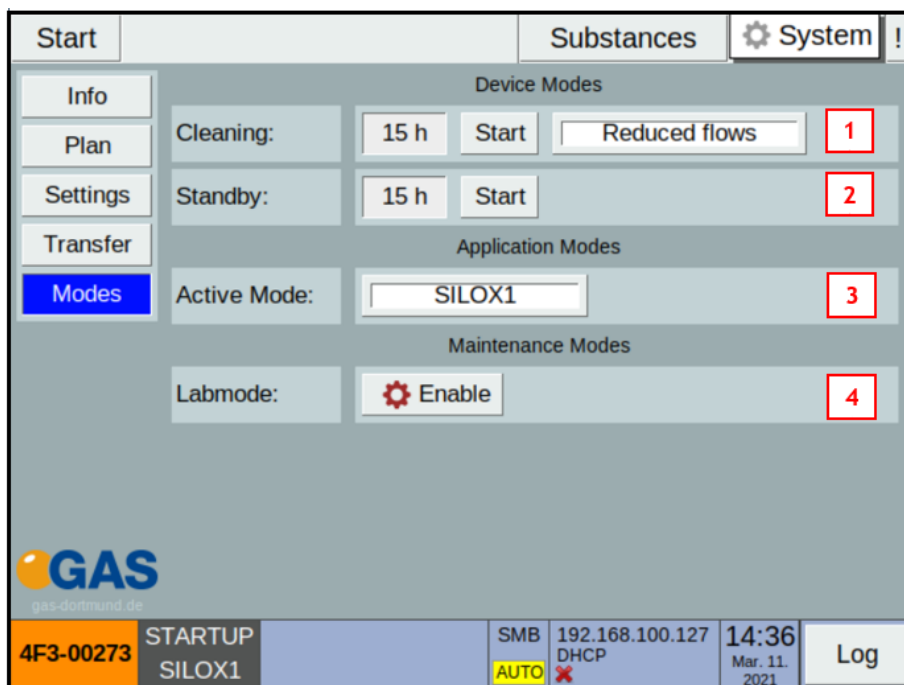 Start
Substances
System
!
Info
Plan
Settings
Transfer
Modes
Device Modes
Cleaning: 15 h Start Reduced flows 1
Standby: 15 h Start 2
Application Modes
Active Mode: SILOX1 3
Maintenance Modes
Labmode: Enable 4
GAS
gas-dortmund.de
4F3-00273
STARTUP
SILOX1
SMB
AUTO
192.168.100.127
DHCP
14:36
Mar. 11.
2021
Log